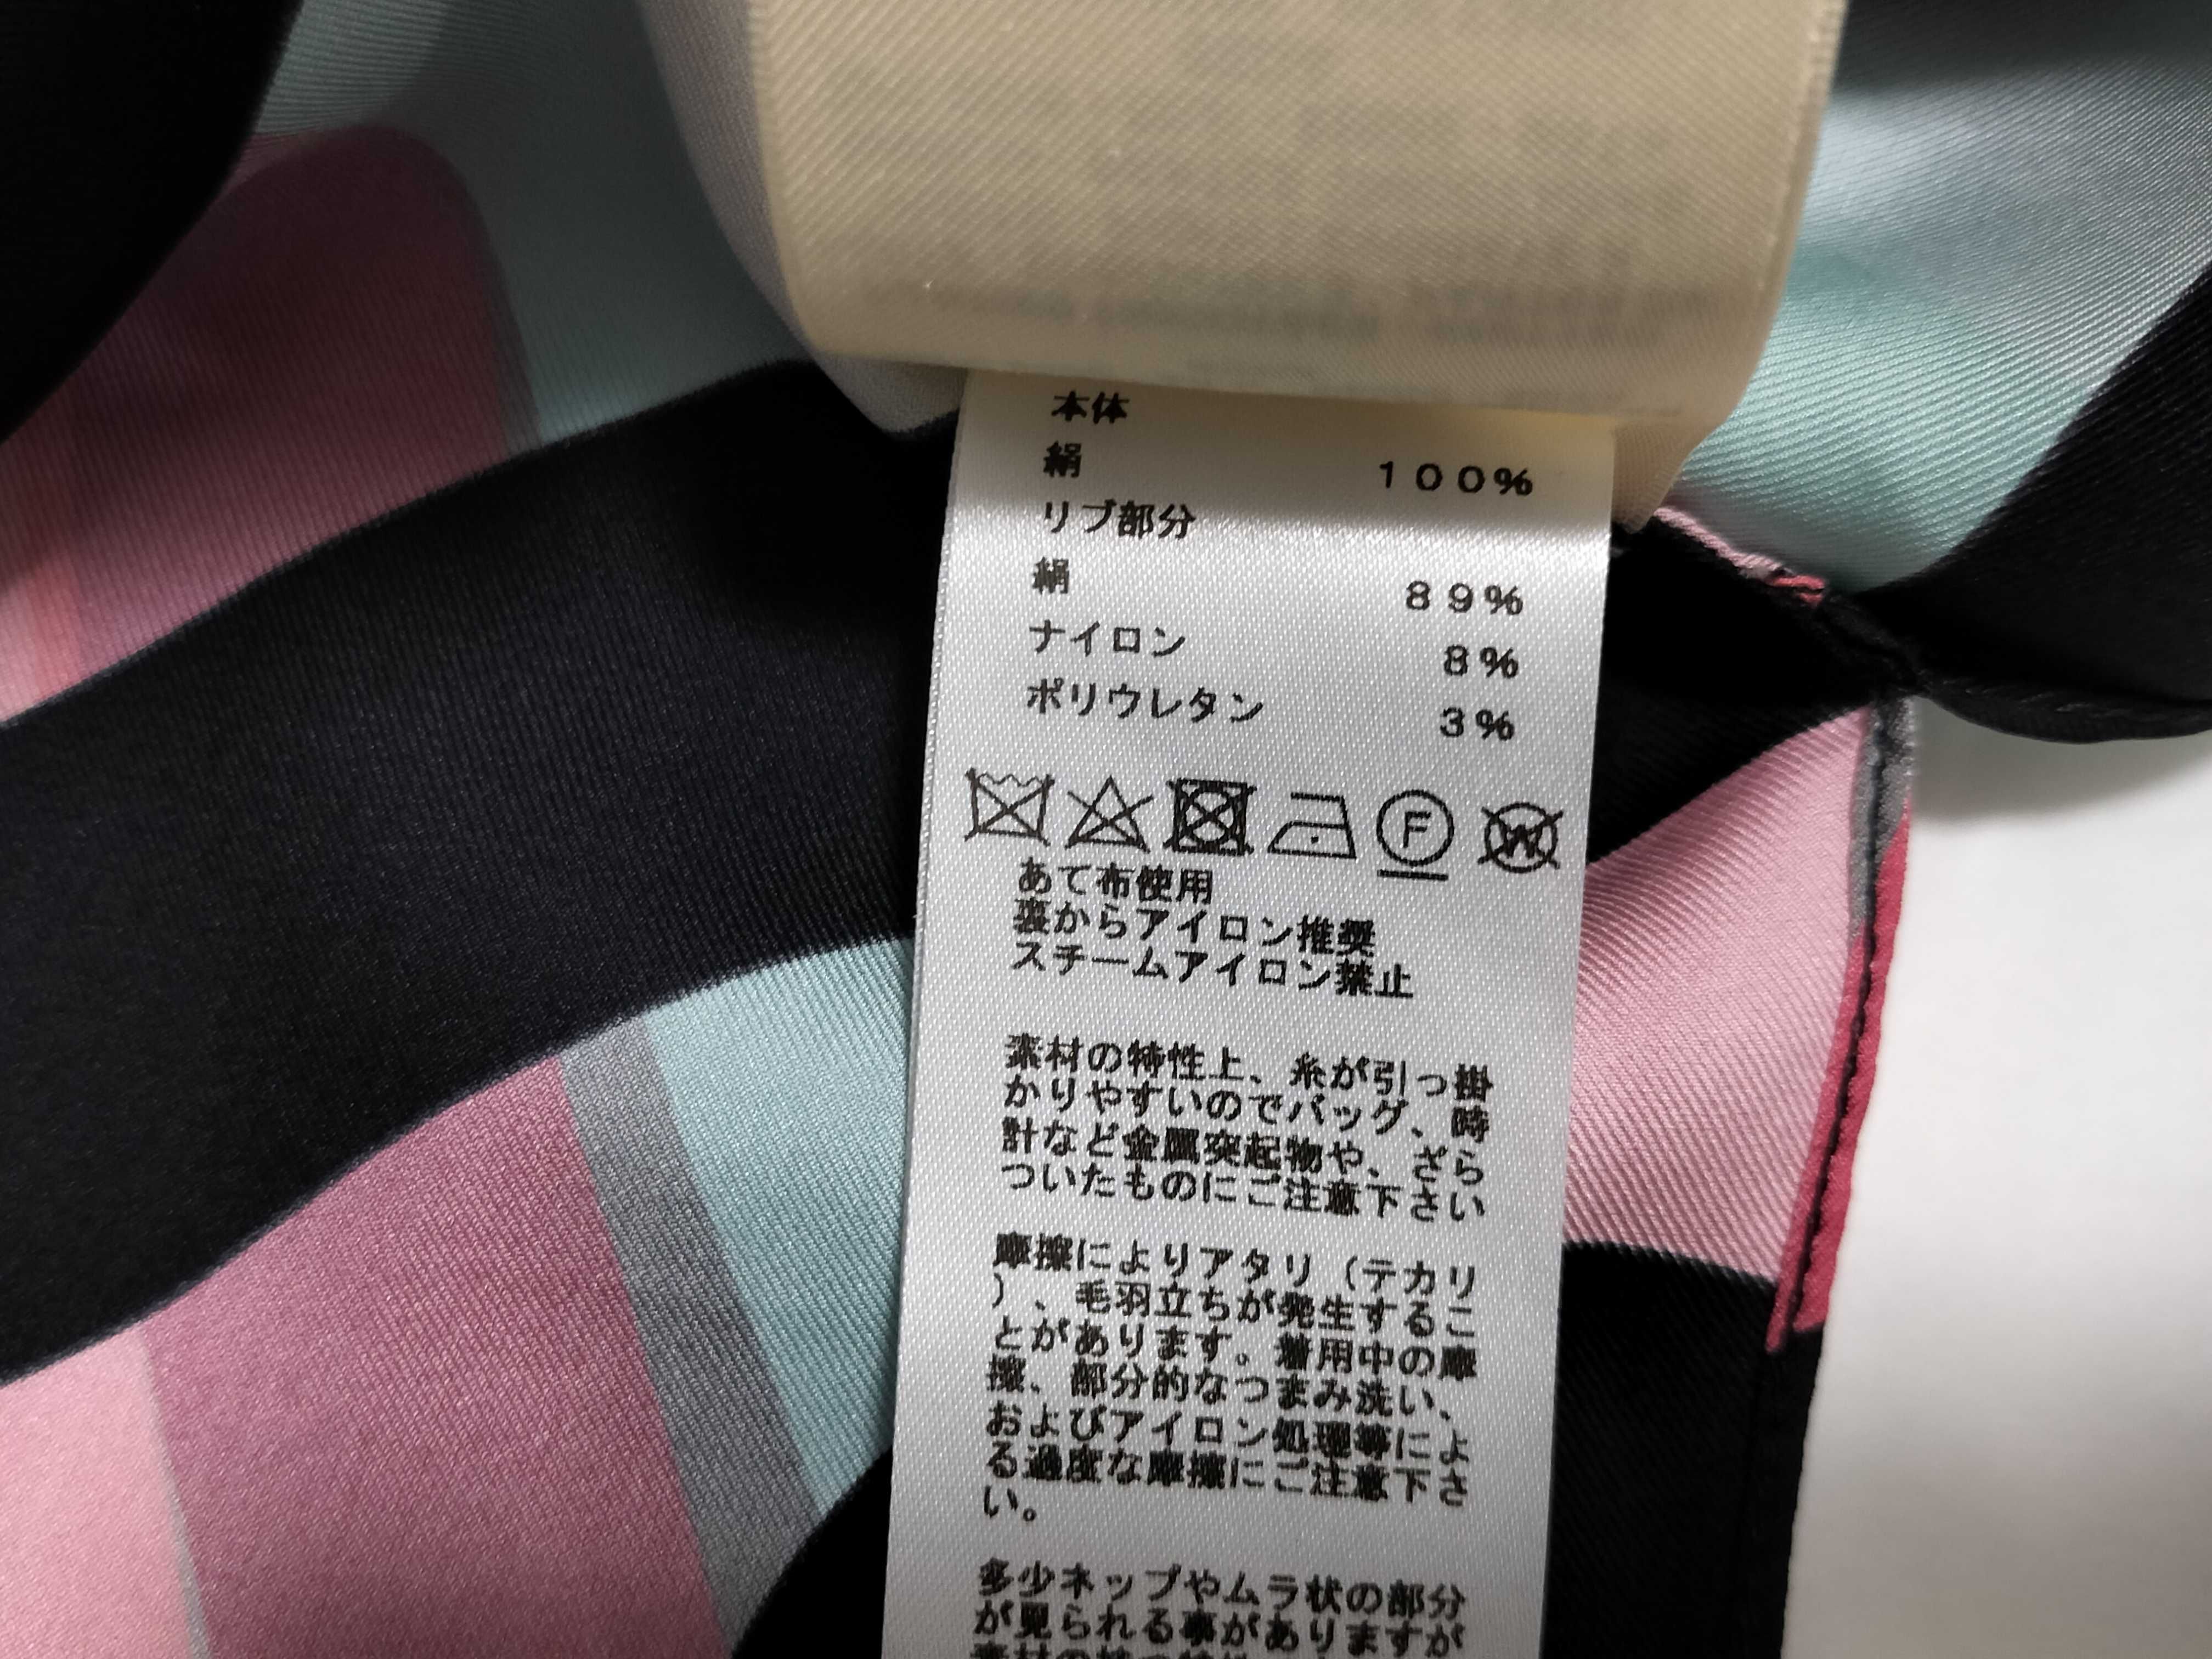 本体
絹 100%
リブ部分
絹 89%
ナイロン 8%
ポリウレタン 3%
F W
あて布使用
裏からアイロン推奨
スチームアイロン禁止
素材の特性上、糸が引っ掛
かりやすいのでバッグ、時
計など金属突起物や、ざら
ついたものにご注意下さい
摩擦によりアタリ（テカリ
）、毛羽立ちが発生するこ
とがあります。着用中の摩
擦、部分的なつまみ洗い、
およびアイロン処理等によ
る過度な摩擦にご注意下さ
い。
多少ネップやムラ状の部分
が見られる事がありますが